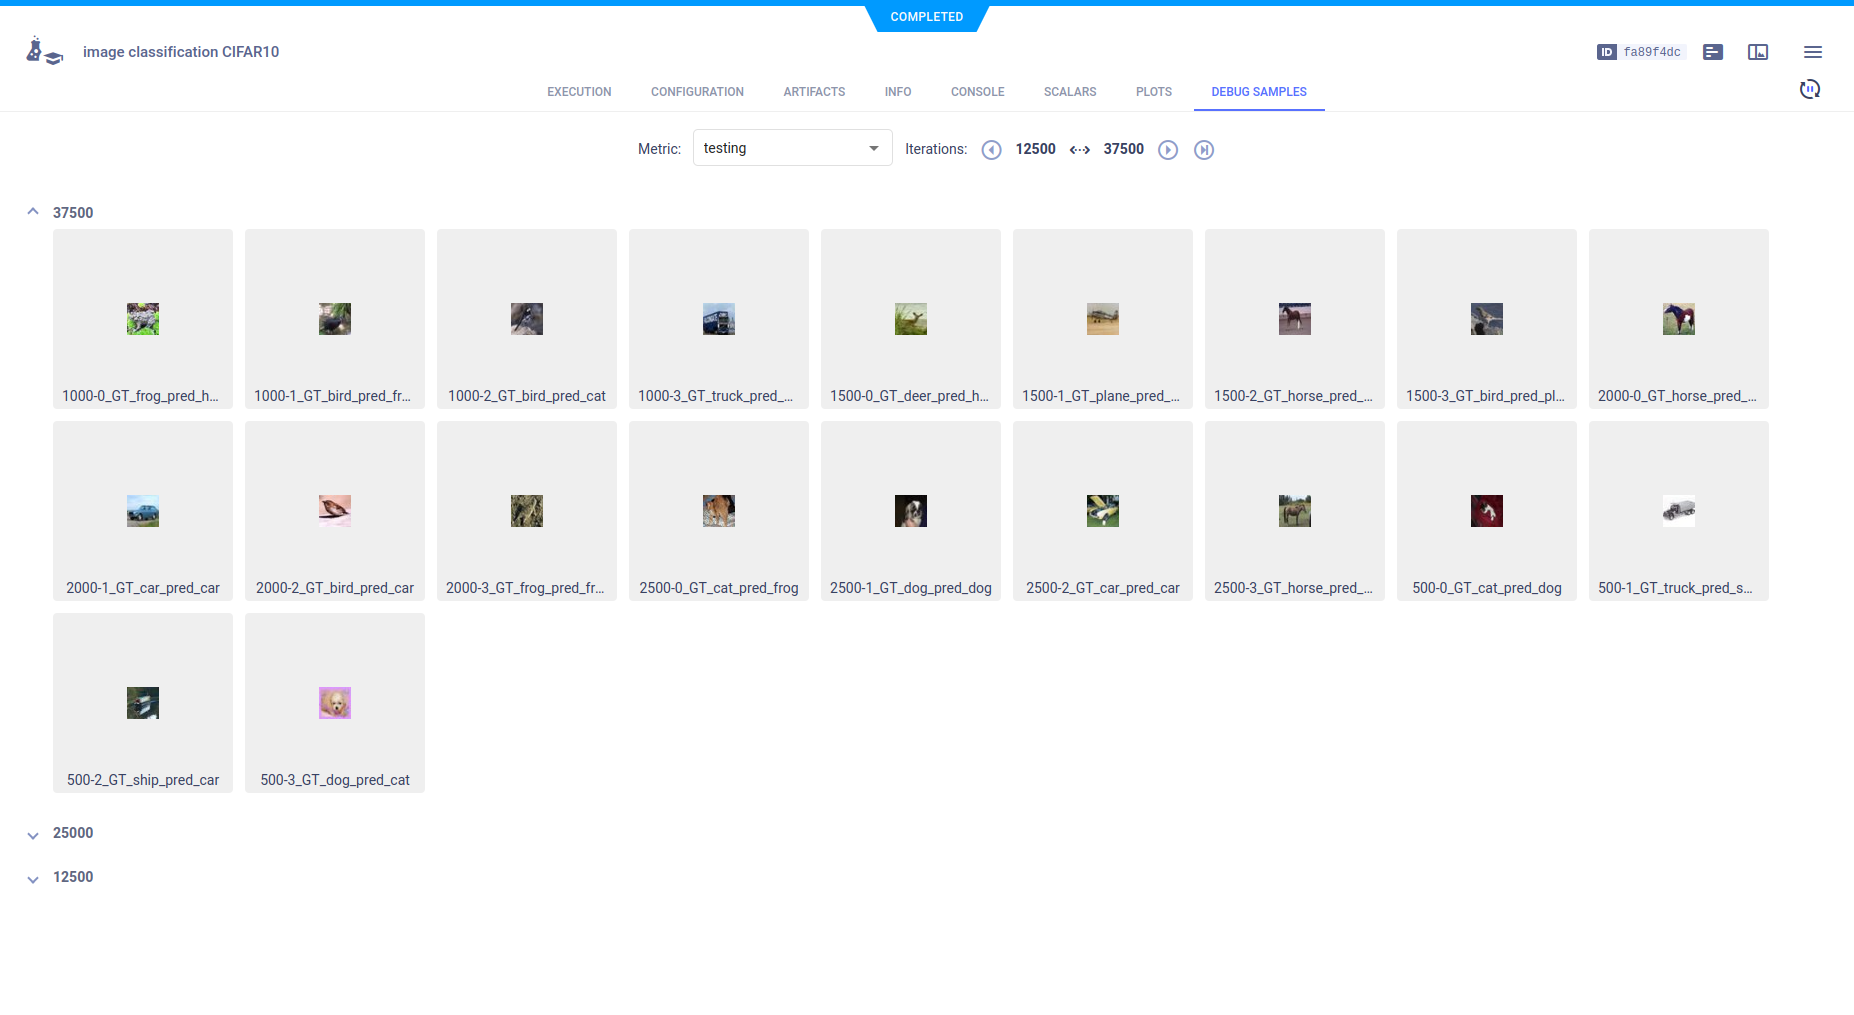 COMPLETED
image classification CIFAR10
ID fa89f4dc
EXECUTION CONFIGURATION ARTIFACTS INFO CONSOLE SCALARS PLOTS DEBUG SAMPLES
Metric: testing Iterations: 12500 37500
37500
1000-0_GT_frog_pred_h... 1000-1_GT_bird_pred_fr... 1000-2_GT_bird_pred_cat 1000-3_GT_truck_pred_... 1500-0_GT_deer_pred_h... 1500-1_GT_plane_pred_... 1500-2_GT_horse_pred_... 1500-3_GT_bird_pred_pl... 2000-0_GT_horse_pred_...
2000-1_GT_car_pred_car 2000-2_GT_bird_pred_car 2000-3_GT_frog_pred_fr... 2500-0_GT_cat_pred_frog 2500-1_GT_dog_pred_dog 2500-2_GT_car_pred_car 2500-3_GT_horse_pred_... 500-0_GT_cat_pred_dog 500-1_GT_truck_pred_s...
500-2_GT_ship_pred_car 500-3_GT_dog_pred_cat
25000
12500